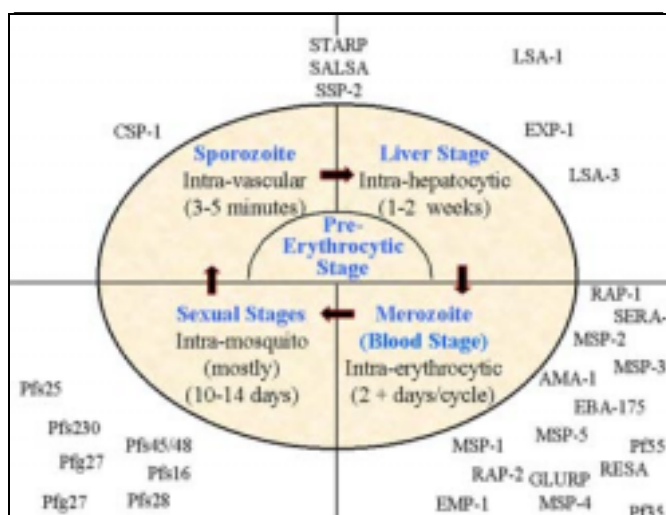 STARP
SALSA
SSP-2
LSA-1
CSP-1
EXP-1
LSA-3
Sporozoite
Intra-vascular
(3-5 minutes)
Liver Stage
Intra-hepatocytic
(1-2 weeks)
Pre-
Erythrocytic
Stage
Sexual Stages
Intra-mosquito
(mostly)
(10-14 days)
Merozoite
(Blood Stage)
Intra-erythrocytic
(2 + days/cycle)
RAP-1
SERA-
MSP-2
MSP-3
AMA-1
EBA-175
MSP-5
MSP-1
Pf35
RAP-2
GLURP
RESA
EMP-1
MSP-4
Pf35
Pfs25
Pfs230
Pfs45/48
Pfg27
Pfs16
Pfg27
Pfs28